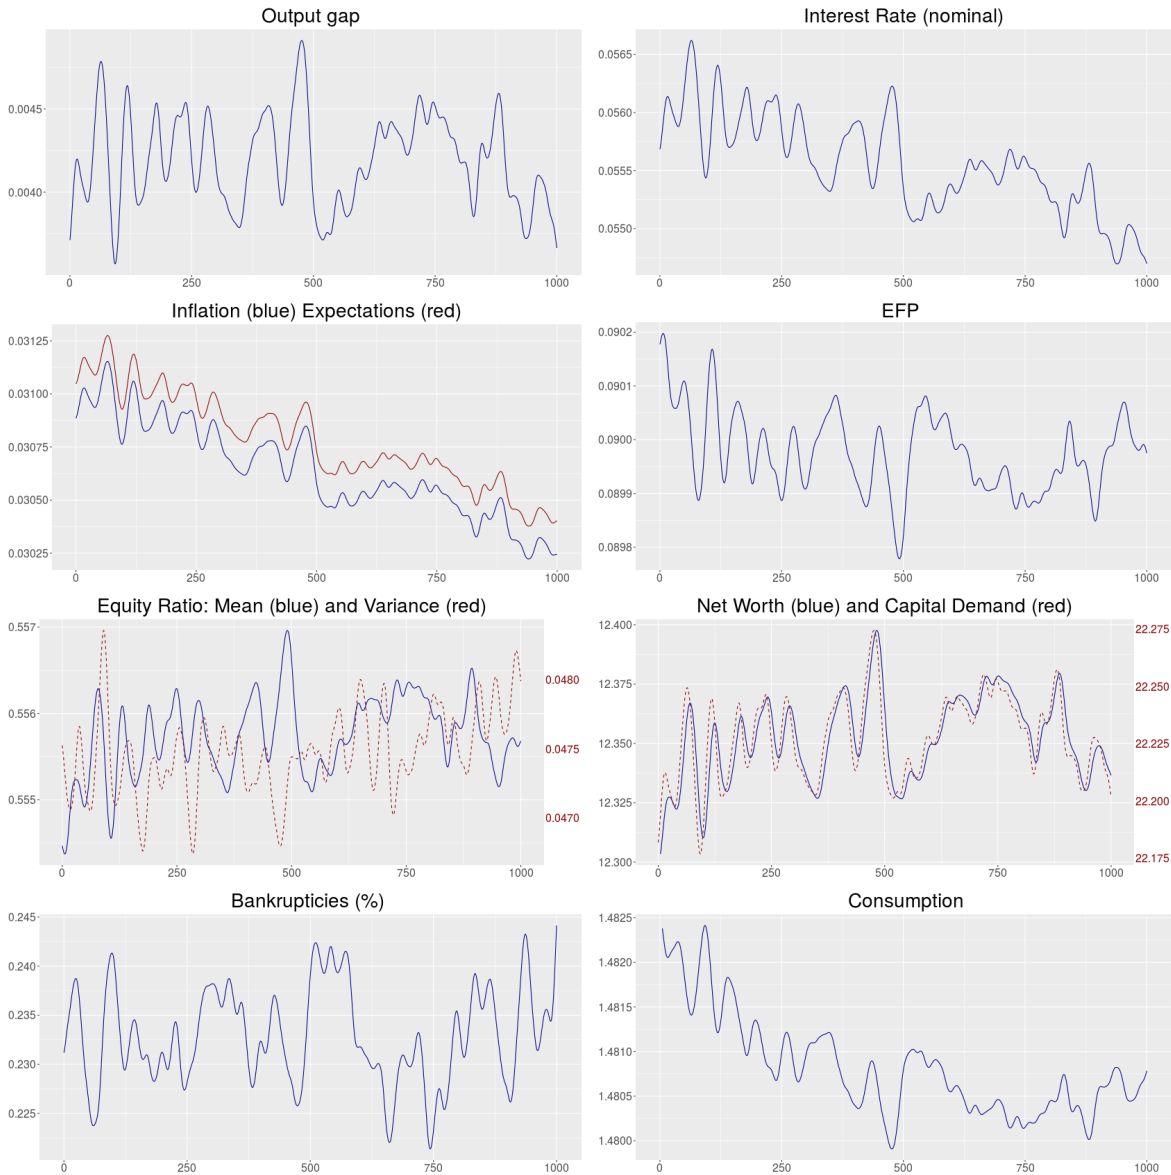 Output gap
0.0045
0.0040
0 250 500 750 1000
Interest Rate (nominal)
0.0565
0.0560
0.0555
0.0550
0 250 500 750 1000
Inflation (blue) Expectations (red)
0.03125
0.03100
0.03075
0.03050
0.03025
0 250 500 750 1000
EFP
0.0902
0.0901
0.0900
0.0899
0.0898
0 250 500 750 1000
Equity Ratio: Mean (blue) and Variance (red)
0.557
0.556
0.555
0.0480
0.0475
0.0470
0 250 500 750 1000
Net Worth (blue) and Capital Demand (red)
12.400
12.375
12.350
12.325
12.300
22.275
22.250
22.225
22.200
22.175
0 250 500 750 1000
Bankrupticies (%)
0.245
0.240
0.235
0.230
0.225
0 250 500 750 1000
Consumption
1.4825
1.4820
1.4815
1.4810
1.4805
1.4800
0 250 500 750 1000